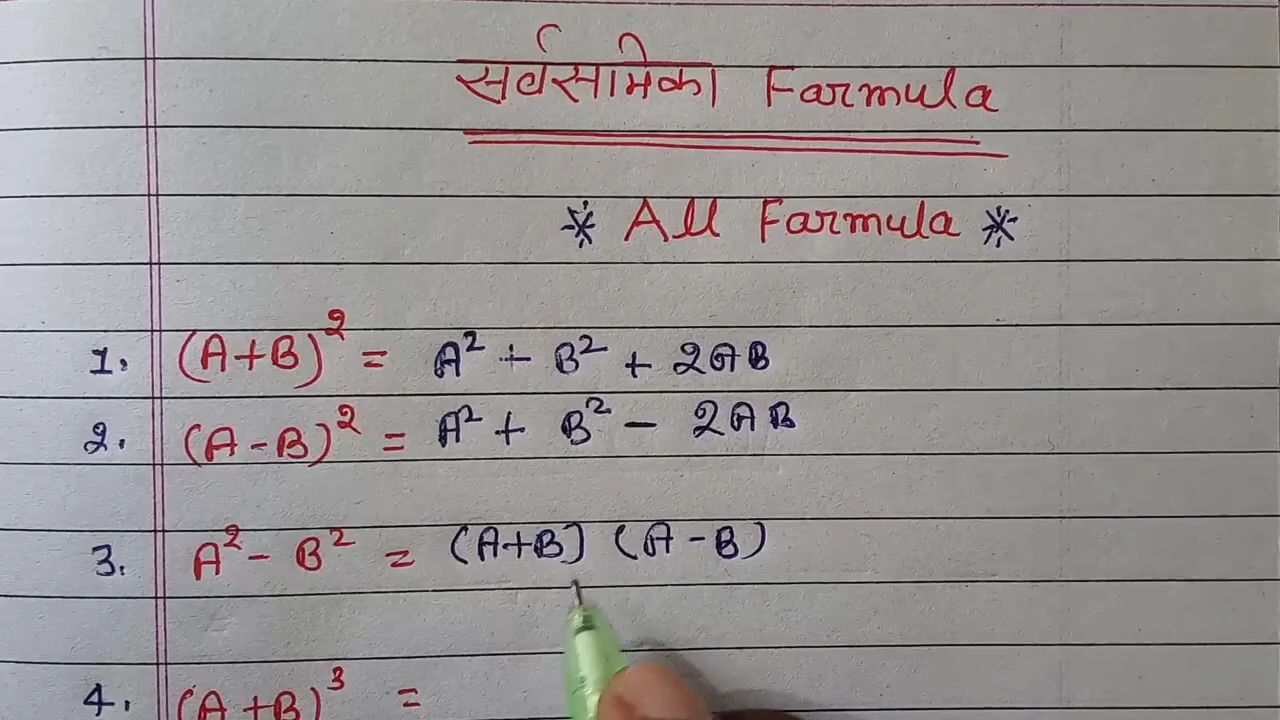 सर्वसामिका Farmula
* All Farmula *
1. (A+B)² = A² + B² + 2AB
2. (A-B)² = A² + B² - 2AB
3. A² - B² = (A+B) (A-B)
4. (A+B)³ =